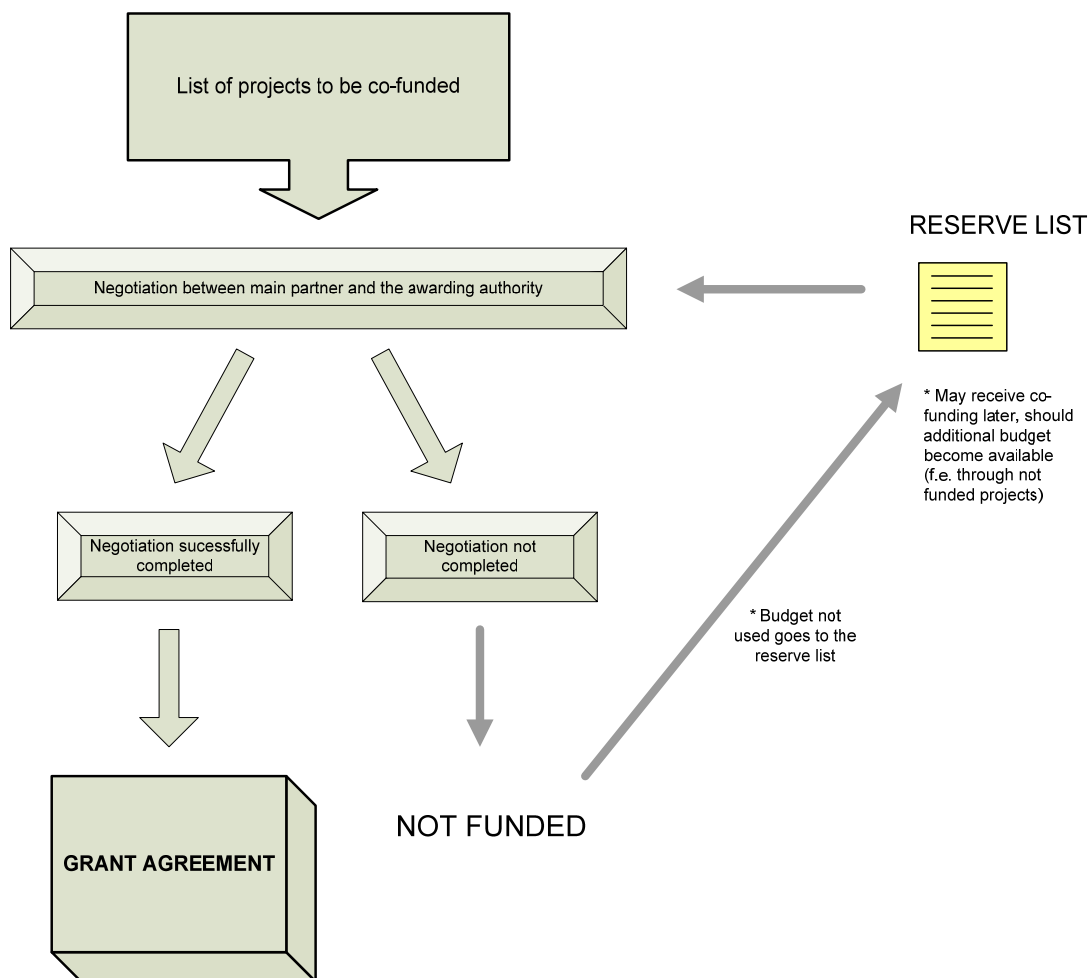 List of projects to be co-funded
RESERVE LIST
Negotiation between main partner and the awarding authority
* May receive co-
funding later, should
additional budget
become available
(f.e. through not
funded projects)
Negotiation sucessfully
completed
Negotiation not
completed
* Budget not
used goes to the
reserve list
GRANT AGREEMENT
NOT FUNDED